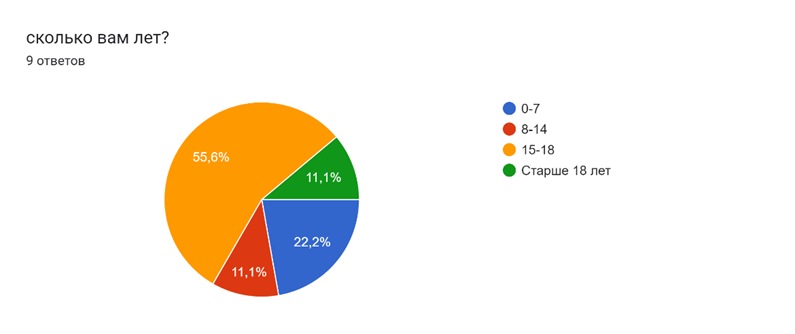 сколько вам лет?
9 ответов
55,6%
11,1%
22,2%
11,1%
0-7
8-14
15-18
Старше 18 лет